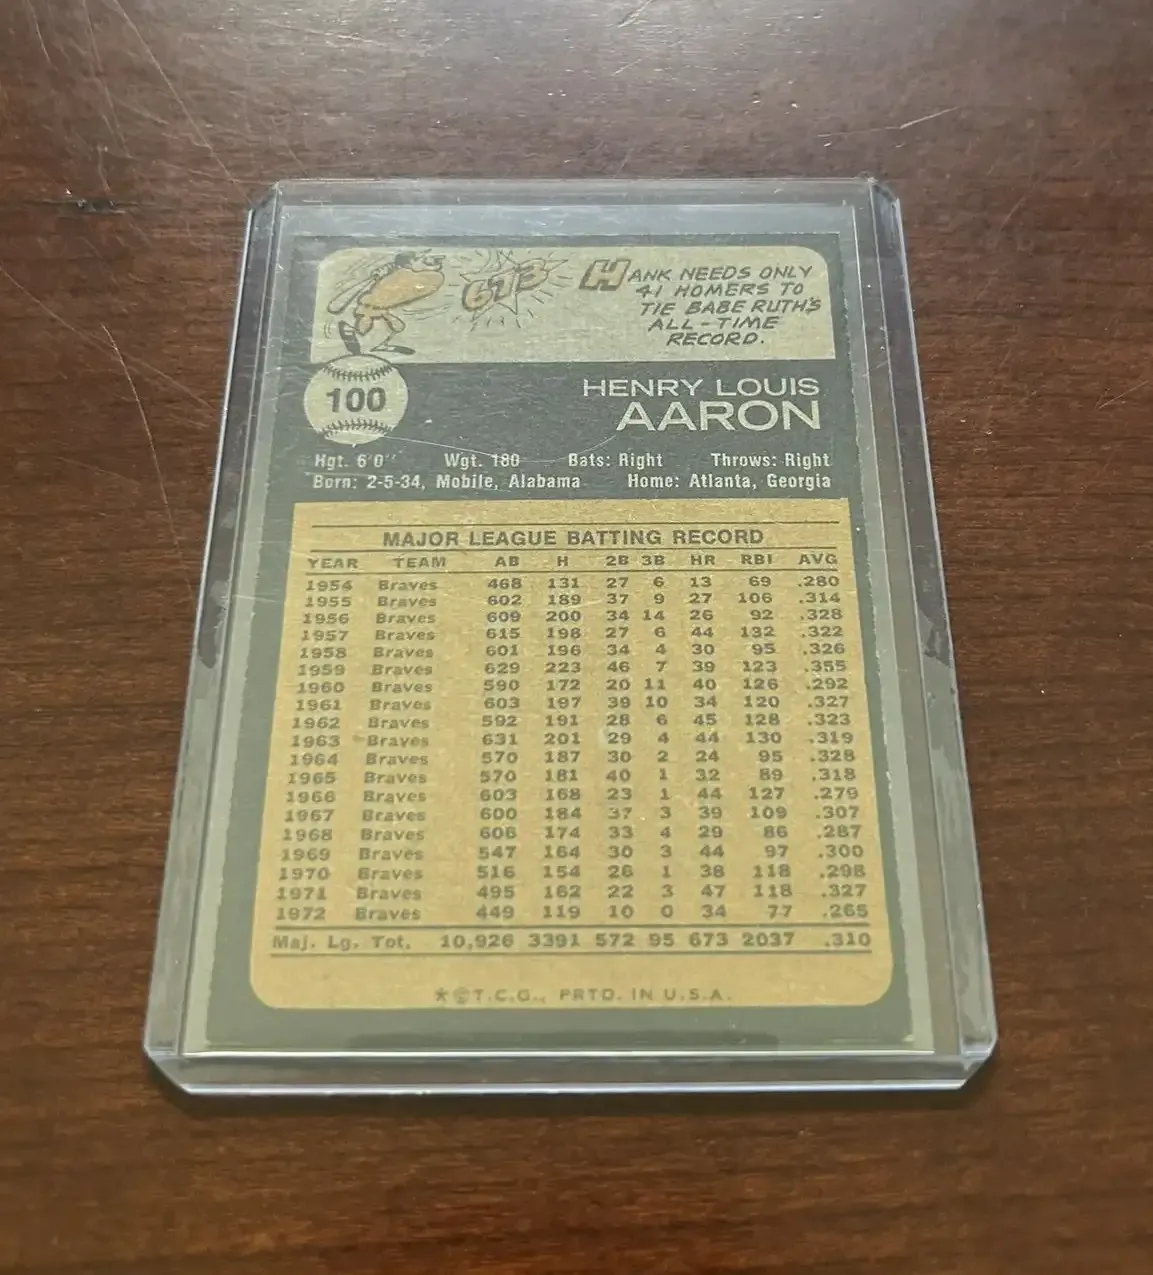 673
HANK NEEDS ONLY
41 HOMERS TO
TIE BABE RUTH'S
ALL-TIME
RECORD.
100
HENRY LOUIS
AARON
Hgt. 6'0" Wgt. 180 Bats: Right Throws: Right
Born: 2-5-34, Mobile, Alabama Home: Atlanta, Georgia
MAJOR LEAGUE BATTING RECORD
YEAR TEAM AB H 2B 3B HR RBI AVG
1954 Braves 468 131 27 6 13 69 .280
1955 Braves 602 189 37 9 27 106 .314
1956 Braves 609 200 34 14 26 92 .328
1957 Braves 615 198 27 6 44 132 .322
1958 Braves 601 196 34 4 30 95 .326
1959 Braves 629 223 46 7 39 123 .355
1960 Braves 590 172 20 11 40 126 .292
1961 Braves 603 197 39 10 34 120 .327
1962 Braves 592 191 28 6 45 128 .323
1963 Braves 631 201 29 4 44 130 .319
1964 Braves 570 187 30 2 24 95 .328
1965 Braves 570 181 40 1 32 89 .318
1966 Braves 603 168 23 1 44 127 .279
1967 Braves 600 184 37 3 39 109 .307
1968 Braves 606 174 33 4 29 86 .287
1969 Braves 547 164 30 3 44 97 .300
1970 Braves 516 154 26 1 38 118 .298
1971 Braves 495 162 22 3 47 118 .327
1972 Braves 449 119 10 0 34 77 .265
Maj. Lg. Tot. 10,926 3391 572 95 673 2037 .310
★©T.C.G., PRTD. IN U.S.A.